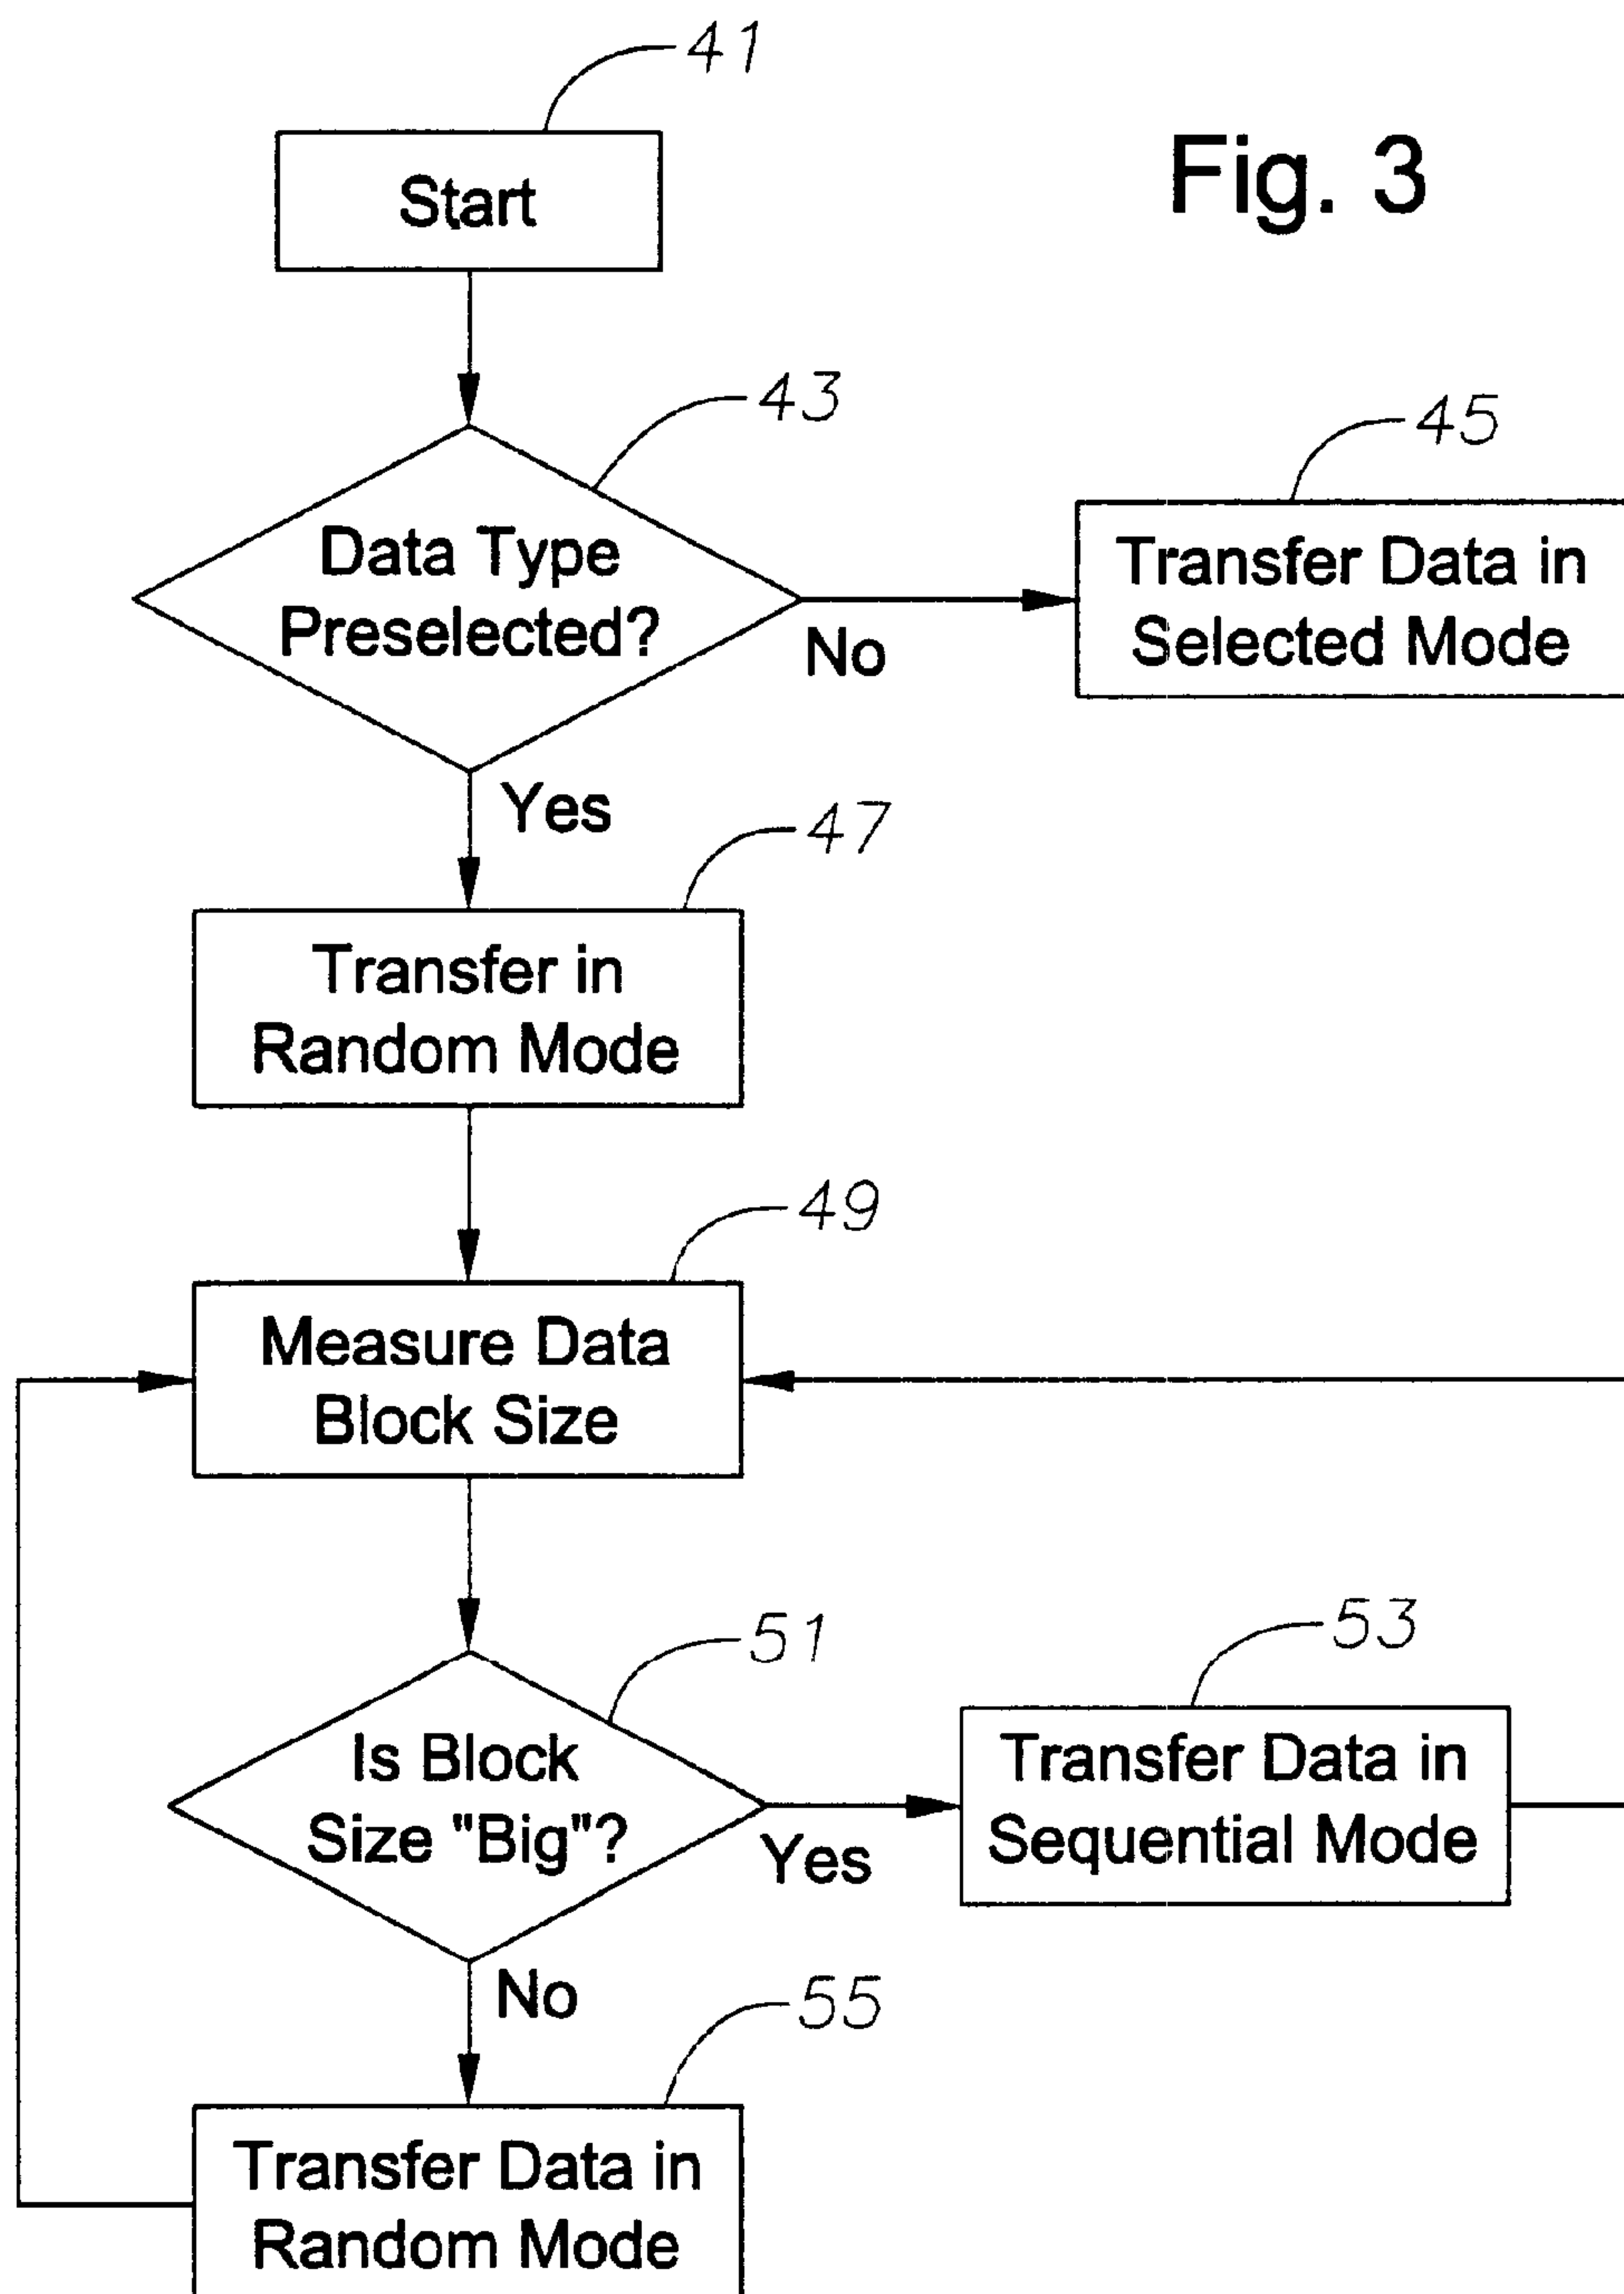 41
Fig. 3
Start
43
Data Type
Preselected?
No
45
Transfer Data in
Selected Mode
Yes
47
Transfer in
Random Mode
49
Measure Data
Block Size
51
Is Block
Size "Big"?
Yes
53
Transfer Data in
Sequential Mode
No
55
Transfer Data in
Random Mode